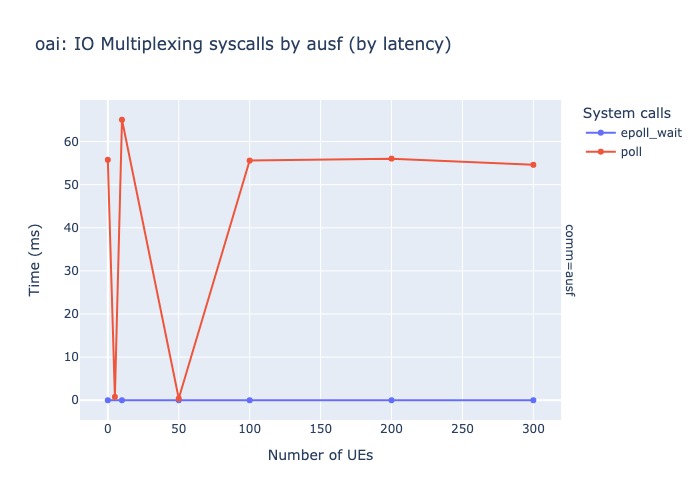 oai: IO Multiplexing syscalls by ausf (by latency)
System calls
epoll_wait
poll
Time (ms)
60
50
40
30
20
10
0
comm=ausf
0 50 100 150 200 250 300
Number of UEs